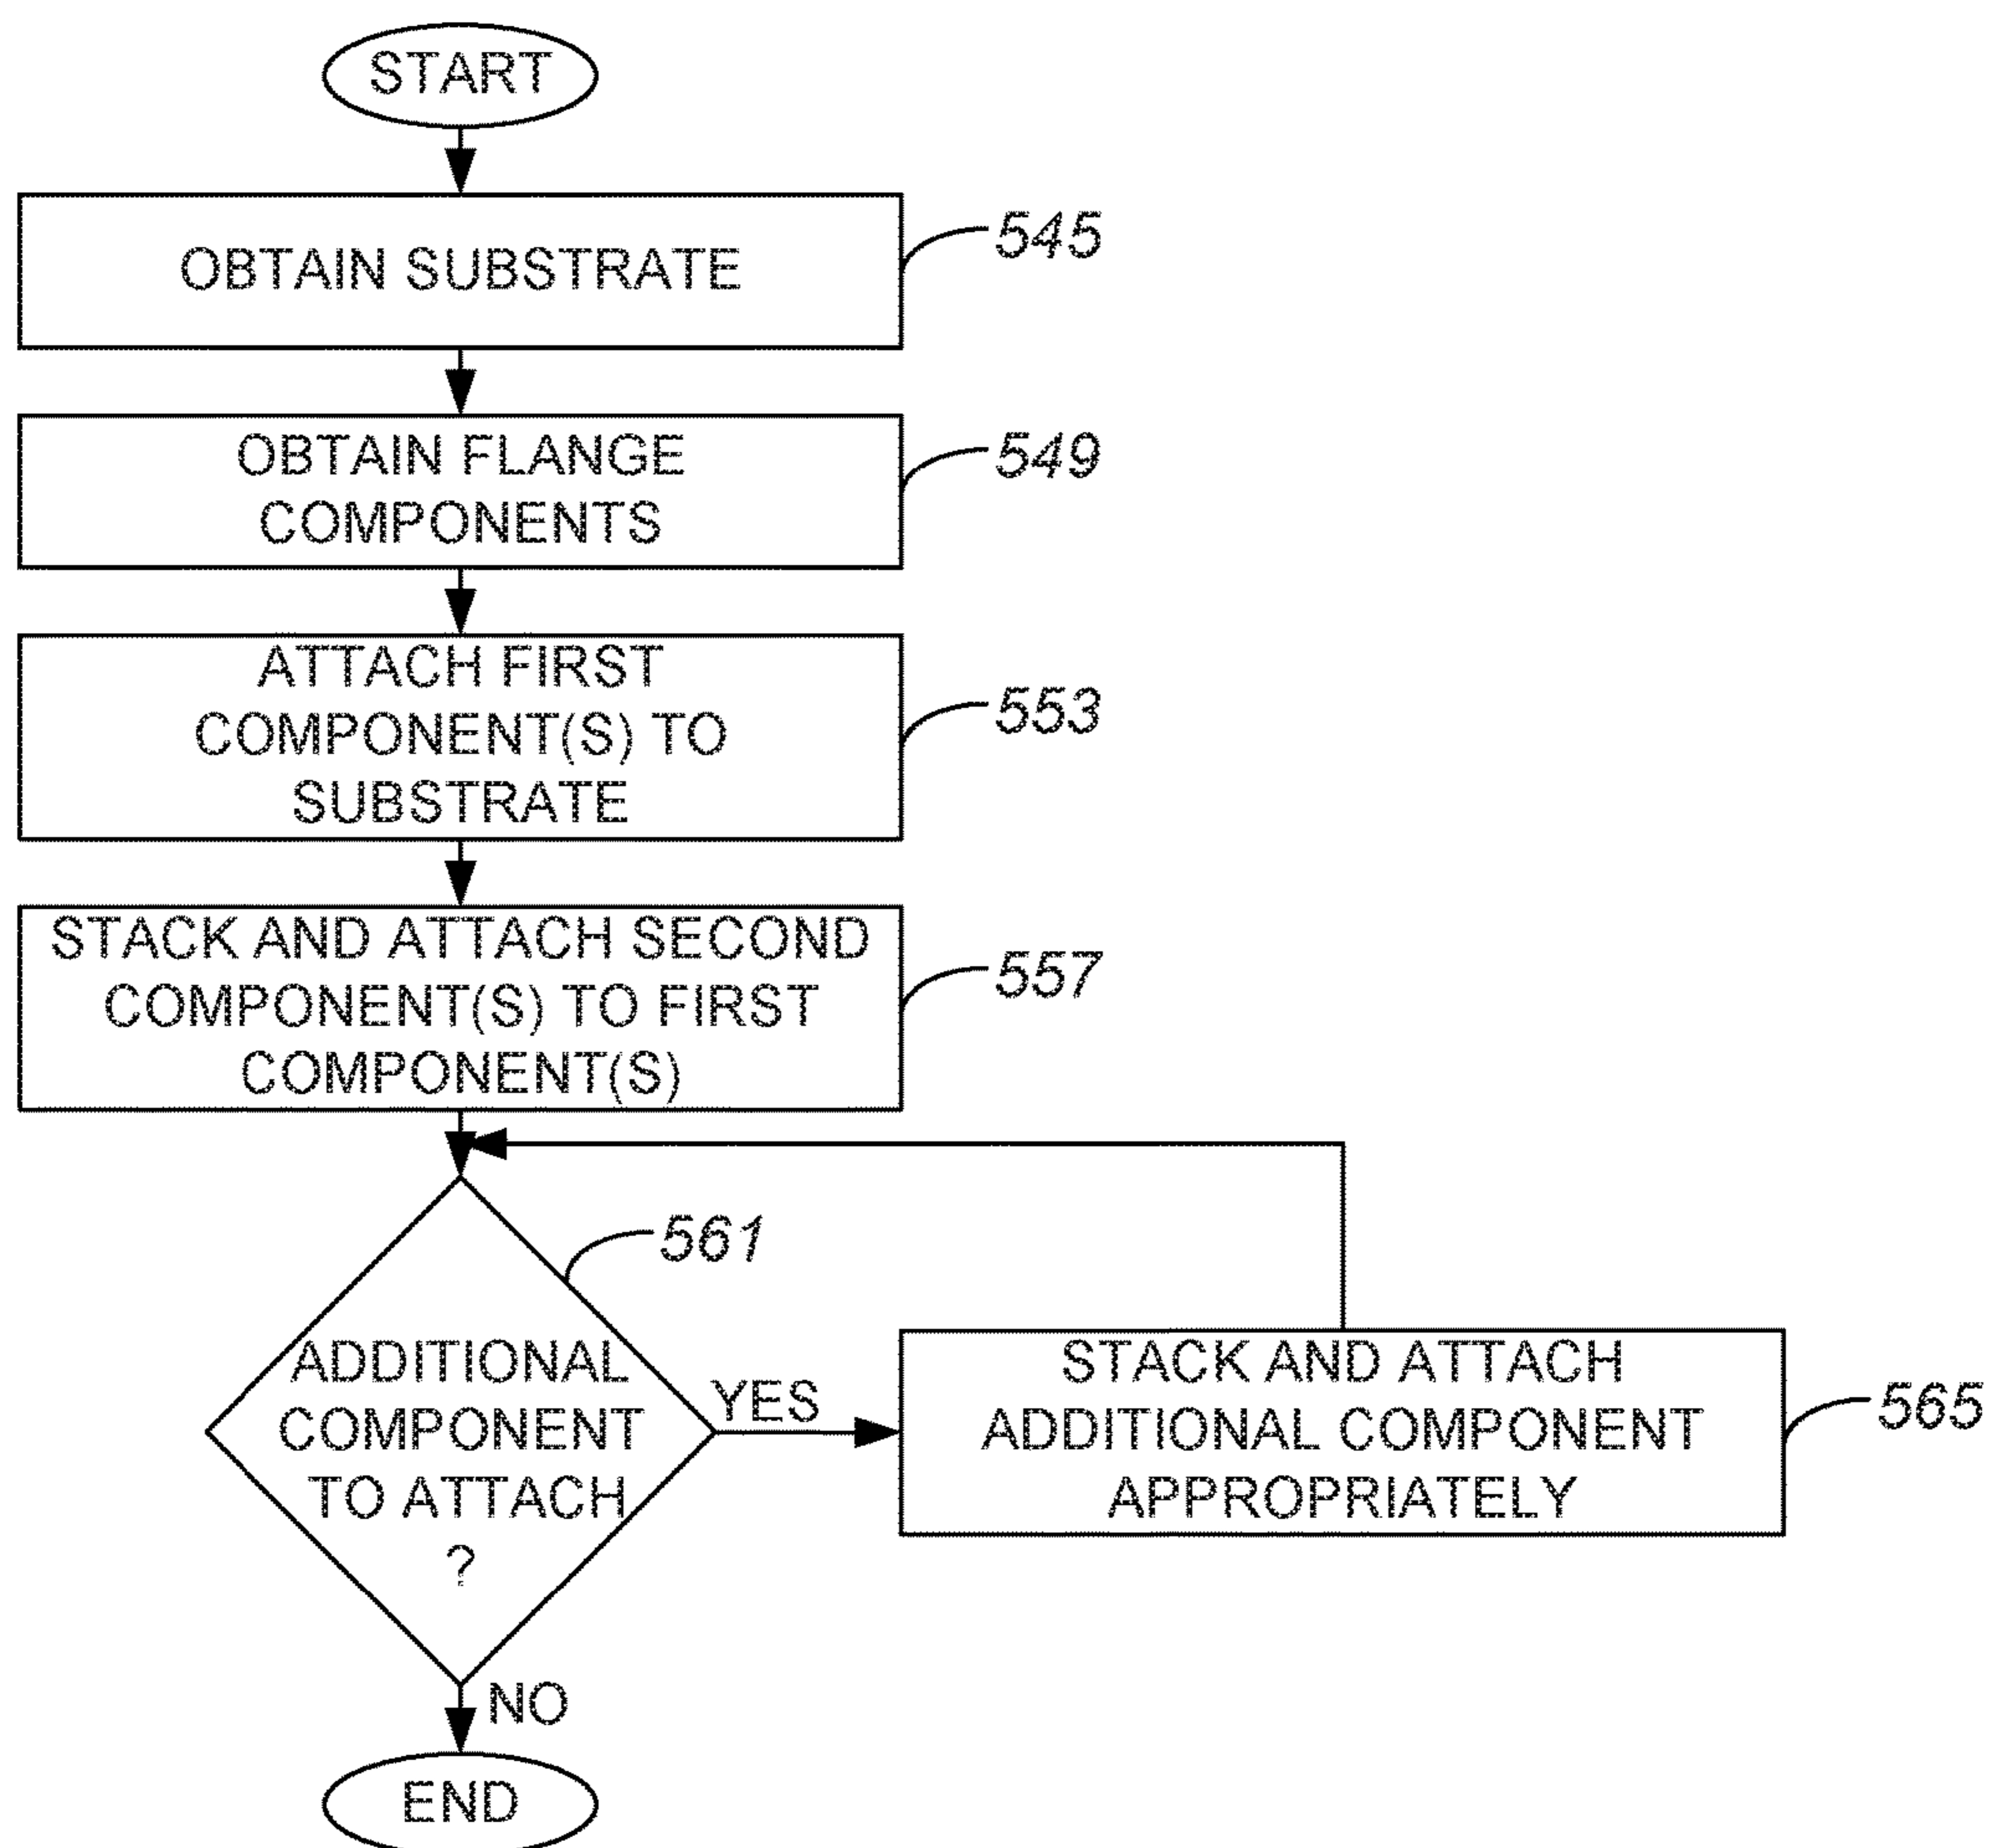 START
OBTAIN SUBSTRATE
545
OBTAIN FLANGE
COMPONENTS
549
ATTACH FIRST
COMPONENT(S) TO
SUBSTRATE
553
STACK AND ATTACH SECOND
COMPONENT(S) TO FIRST
COMPONENT(S)
557
561
ADDITIONAL
COMPONENT
TO ATTACH
?
YES
STACK AND ATTACH
ADDITIONAL COMPONENT
APPROPRIATELY
565
NO
END